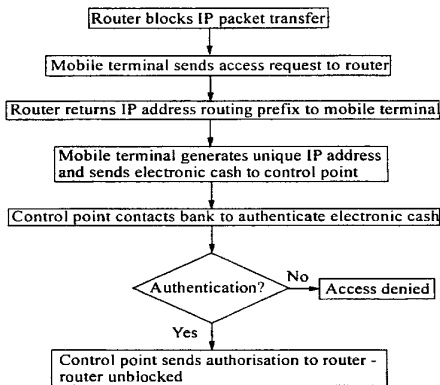 Router blocks IP packet transfer
Mobile terminal sends access request to router
Router returns IP address routing prefix to mobile terminal
Mobile terminal generates unique IP address
and sends electronic cash to control point
Control point contacts bank to authenticate electronic cash
Authentication?
No
Access denied
Yes
Control point sends authorisation to router -
router unblocked